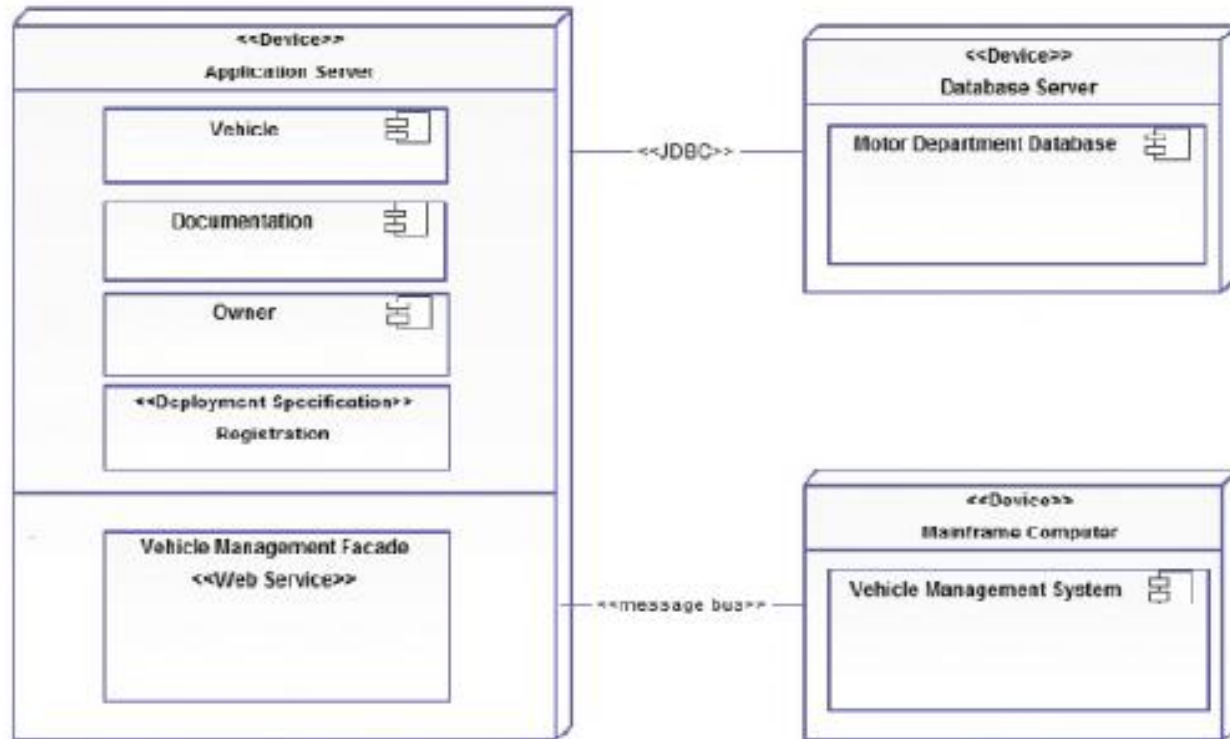 <<Device>>
Application Server
Vehicle
Documentation
Owner
<<Deployment Specification>>
Registration
Vehicle Management Facade
<<Web Service>>
<<JDBC>>
<<message bus>>
<<Device>>
Database Server
Motor Department Database
<<Device>>
Mainframe Computer
Vehicle Management System